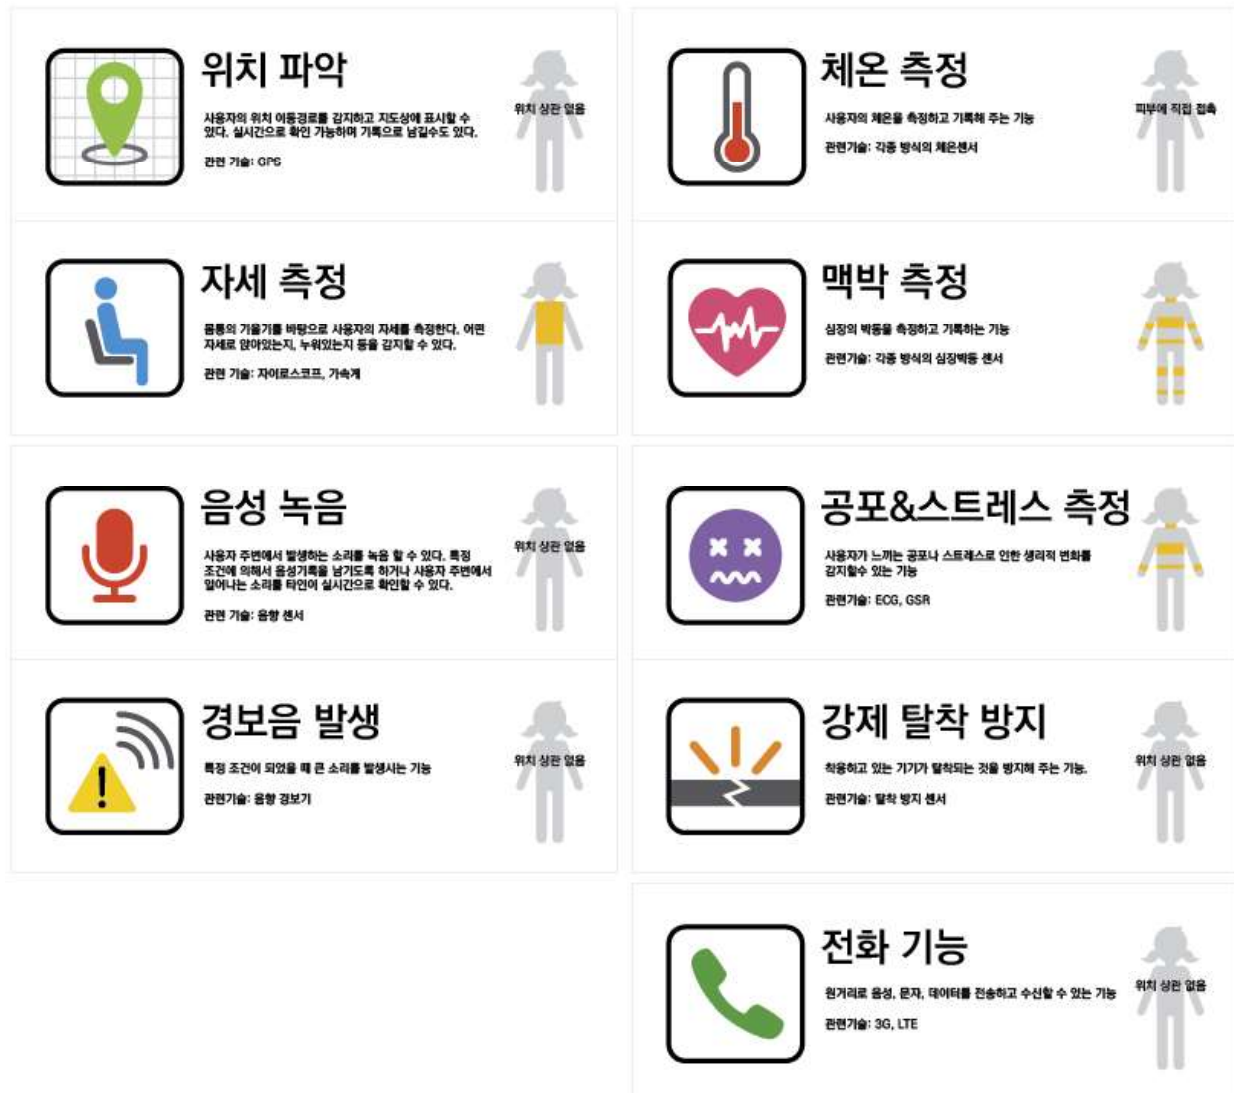 위치 파악
사용자의 위치 이동경로를 감지하고 지도상에 표시할 수
있다. 실시간으로 확인 가능하며 기록으로 남길수도 있다.
관련 기술: GPS
위치 상관 없음
체온 측정
사용자의 체온을 측정하고 기록해 주는 기능
관련기술: 각종 방식의 체온센서
피부에 직접 접촉
자세 측정
몸통의 기울기를 바탕으로 사용자의 자세를 측정한다. 어떤
자세로 앉아있는지, 누워있는지 등을 감지할 수 있다.
관련 기술: 자이로스코프, 가속계
맥박 측정
심장의 박동을 측정하고 기록하는 기능
관련기술: 각종 방식의 심장박동 센서
음성 녹음
사용자 주변에서 발생하는 소리를 녹음 할 수 있다. 특정
조건에 의해서 음성기록을 남기도록 하거나 사용자 주변에서
일어나는 소리를 타인이 실시간으로 확인할 수 있다.
관련 기술: 음향 센서
위치 상관 없음
공포&스트레스 측정
사용자가 느끼는 공포나 스트레스로 인한 생리적 변화를
감지할수 있는 기능
관련기술: ECG, GSR
경보음 발생
특정 조건이 되었을 때 큰 소리를 발생시는 기능
관련기술: 음향 경보기
위치 상관 없음
강제 탈착 방지
착용하고 있는 기기가 탈착되는 것을 방지해 주는 기능.
관련기술: 탈착 방지 센서
위치 상관 없음
전화 기능
원거리로 음성, 문자, 데이터를 전송하고 수신할 수 있는 기능
관련기술: 3G, LTE
위치 상관 없음